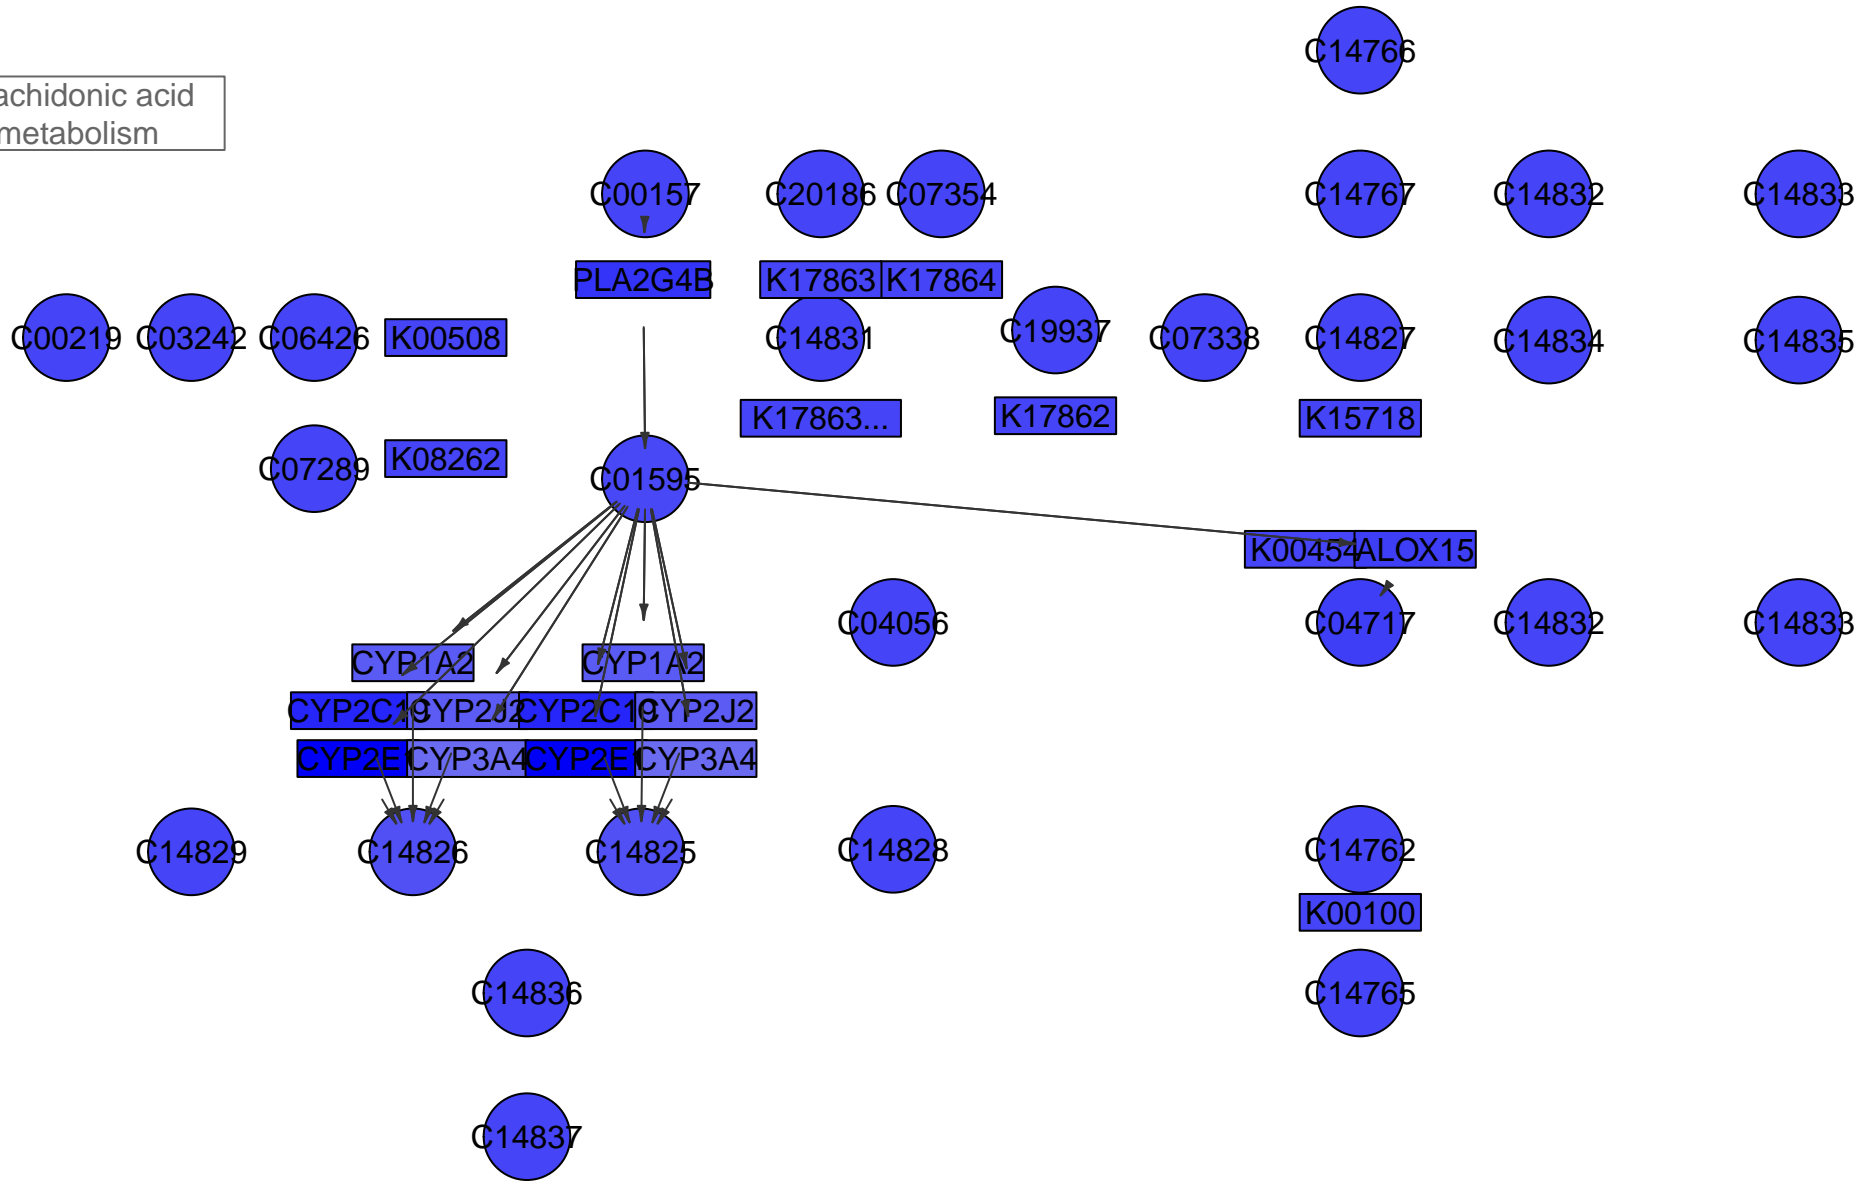 C14766
achidonic acid
metabolism
C00157
C20186
C07354
C14767
C14832
C14833
PLA2G4B
K17863
K17864
C00219
C03242
C06426
K00508
C14831
C19937
C07338
C14827
C14834
C14835
K17863...
K17862
K15718
C07289
K08262
C01595
K00454
ALOX15
C04056
C04717
C14832
C14833
CYP1A2
CYP1A2
CYP2C19
CYP2J2
CYP2C19
CYP2J2
CYP2E
CYP3A4
CYP2E
CYP3A4
C14829
C14826
C14825
C14828
C14762
K00100
C14836
C14765
C14837